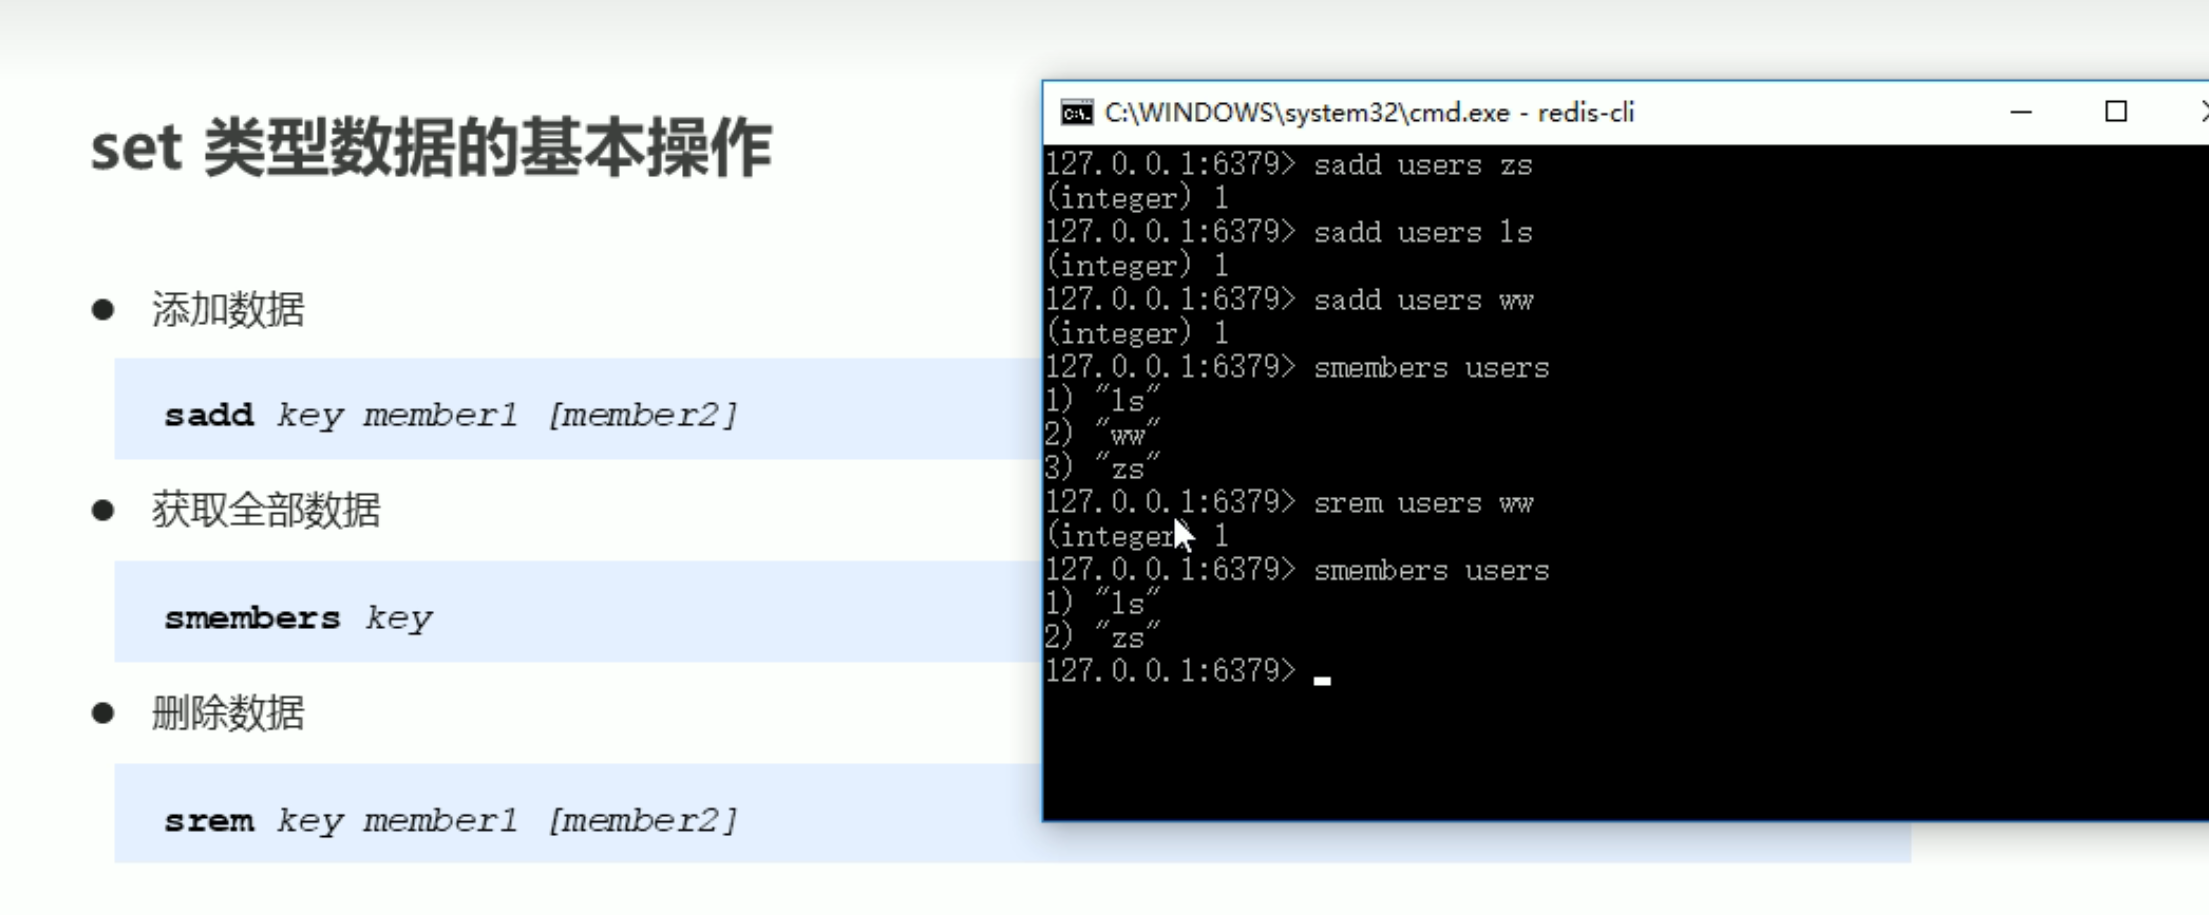 set 类型数据的基本操作
● 添加数据
sadd key member1 [member2]
● 获取全部数据
smembers key
● 删除数据
srem key member1 [member2]
C:\WINDOWS\system32\cmd.exe - redis-cli
127.0.0.1:6379> sadd users zs
(integer) 1
127.0.0.1:6379> sadd users ls
(integer) 1
127.0.0.1:6379> sadd users ww
(integer) 1
127.0.0.1:6379> smembers users
1) "ls"
2) "ww"
3) "zs"
127.0.0.1:6379> srem users ww
(integer) 1
127.0.0.1:6379> smembers users
1) "ls"
2) "zs"
127.0.0.1:6379>